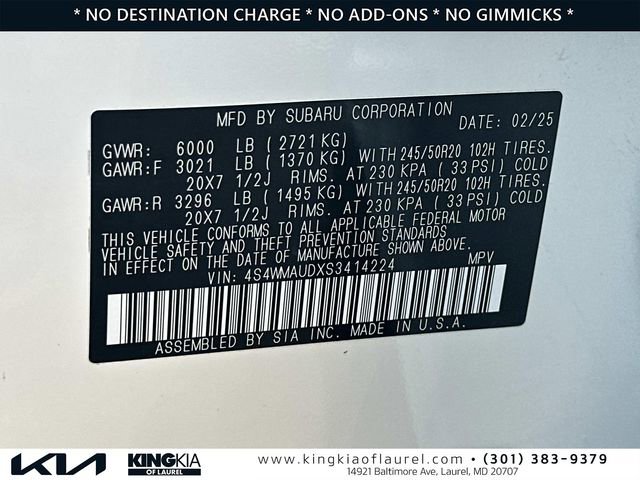 * NO DESTINATION CHARGE * NO ADD-ONS * NO GIMMICKS *
MFD BY SUBARU CORPORATION DATE: 02/25
GVWR: 6000 LB ( 2721 KG)
GAWR:F 3021 LB ( 1370 KG) WITH 245/50R20 102H TIRES.
20X7 1/2J RIMS. AT 230 KPA ( 33 PSI) COLD
GAWR:R 3296 LB ( 1495 KG) WITH 245/50R20 102H TIRES.
20X7 1/2J RIMS. AT 230 KPA ( 33 PSI) COLD
THIS VEHICLE CONFORMS TO ALL APPLICABLE FEDERAL MOTOR
VEHICLE SAFETY AND THEFT PREVENTION STANDARDS
IN EFFECT ON THE DATE OF MANUFACTURE SHOWN ABOVE.
VIN: 4S4WMAUDXS3414224 MPV
ASSEMBLED BY SIA INC. MADE IN U.S.A.
KIA KING KIA OF LAUREL
www.kingkiaoflaurel.com • (301) 383-9379
14921 Baltimore Ave, Laurel, MD 20707